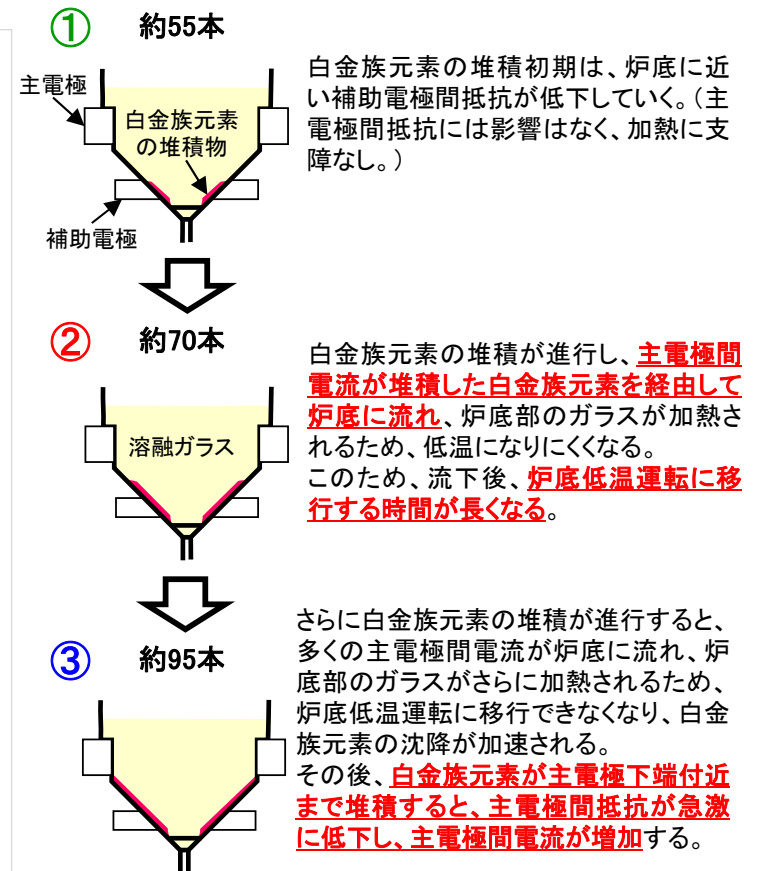 ① 約55本
主電極
白金族元素
の堆積物
補助電極
白金族元素の堆積初期は、炉底に近
い補助電極間抵抗が低下していく。（主
電極間抵抗には影響はなく、加熱に支
障なし。）
② 約70本
溶融ガラス
白金族元素の堆積が進行し、主電極間
電流が堆積した白金族元素を経由して
炉底に流れ、炉底部のガラスが加熱さ
れるため、低温になりにくくなる。
このため、流下後、炉底低温運転に移
行する時間が長くなる。
③ 約95本
さらに白金族元素の堆積が進行すると、
多くの主電極間電流が炉底に流れ、炉
底部のガラスがさらに加熱されるため、
炉底低温運転に移行できなくなり、白金
族元素の沈降が加速される。
その後、白金族元素が主電極下端付近
まで堆積すると、主電極間抵抗が急激
に低下し、主電極間電流が増加する。